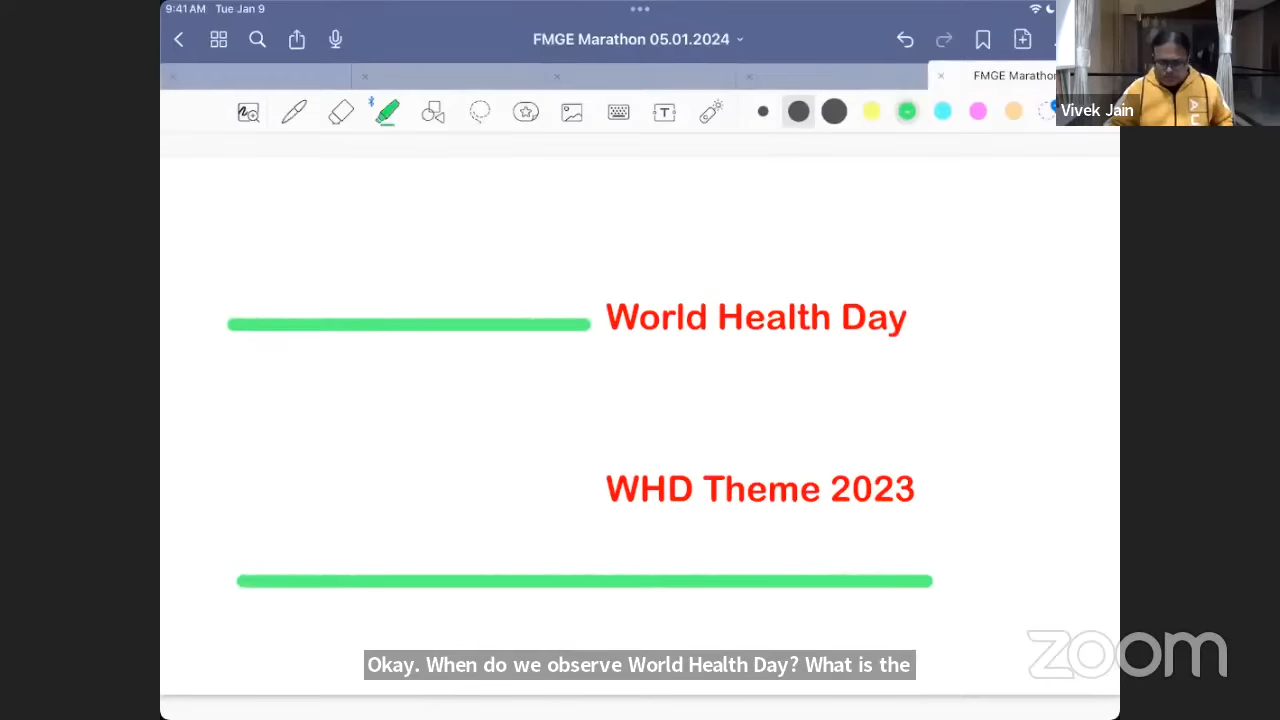 9:41 AM Tue Jan 9
FMGE Marathon 05.01.2024
FMGE Maratho
Vivek Jain
World Health Day
WHD Theme 2023
Okay. When do we observe World Health Day? What is the
zoom